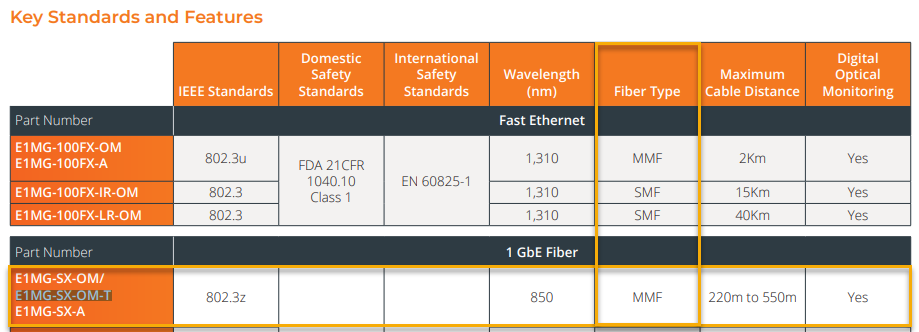 Key Standards and Features
IEEE Standards
Domestic
Safety
Standards
International
Safety
Standards
Wavelength
(nm)
Fiber Type
Maximum
Cable Distance
Digital
Optical
Monitoring
Part Number Fast Ethernet
E1MG-100FX-OM
E1MG-100FX-A
802.3u
FDA 21CFR
1040.10
Class 1
EN 60825-1
1,310 MMF 2Km Yes
E1MG-100FX-IR-OM 802.3 1,310 SMF 15Km Yes
E1MG-100FX-LR-OM 802.3 1,310 SMF 40Km Yes
Part Number 1 GbE Fiber
E1MG-SX-OM/
E1MG-SX-OM-T
E1MG-SX-A
802.3z 850 MMF 220m to 550m Yes